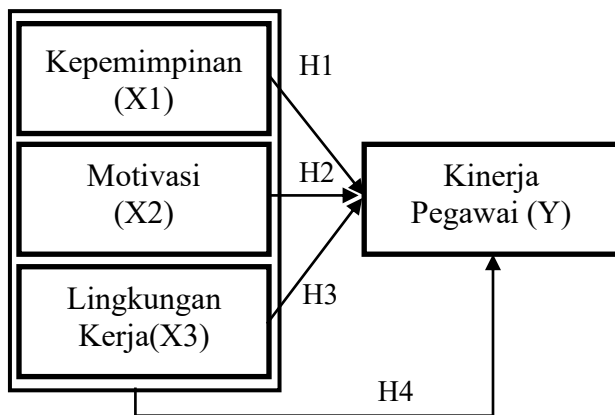 Kepemimpinan
(X1)
H1
Motivasi
(X2)
H2
Kinerja
Pegawai (Y)
Lingkungan
Kerja(X3)
H3
H4